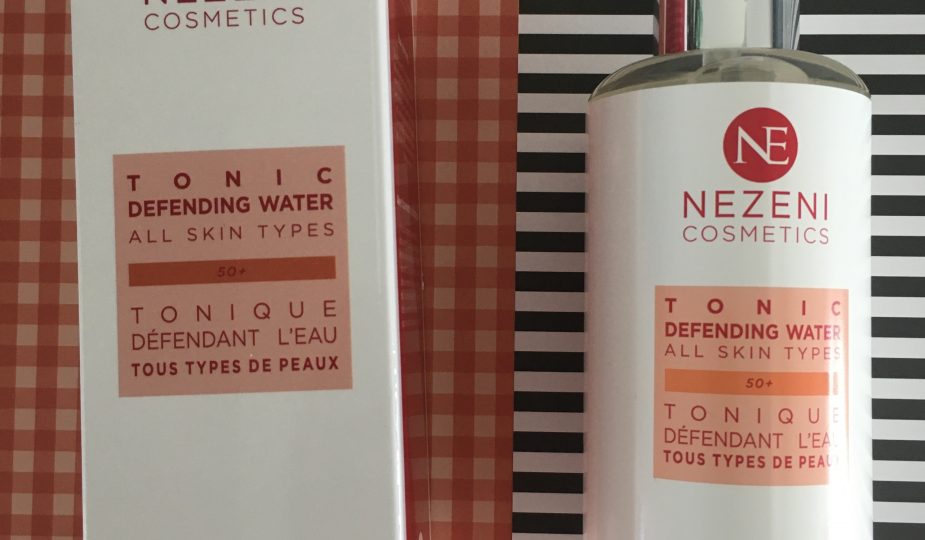 COSMETICS
TONIC
DEFENDING WATER
ALL SKIN TYPES
50+
TONIQUE
DÉFENDANT L'EAU
TOUS TYPES DE PEAUX
NE
NEZENI
COSMETICS
TONIC
DEFENDING WATER
ALL SKIN TYPES
50+
TONIQUE
DÉFENDANT L'EAU
TOUS TYPES DE PEAU